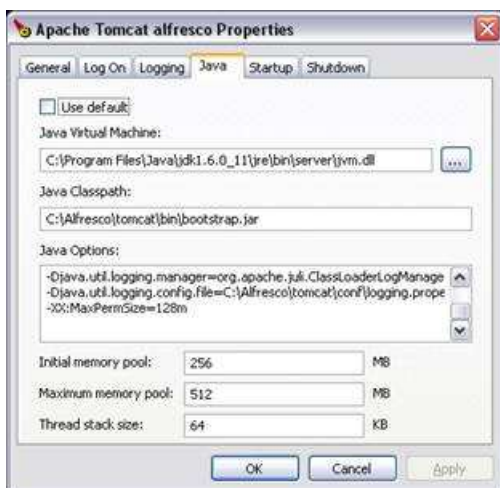 Apache Tomcat alfresco Properties
General Log On Logging Java Startup Shutdown
Use default
Java Virtual Machine:
C:\Program Files\Java\jdk1.6.0_11\jre\bin\server\jvm.dll ...
Java Classpath:
C:\Alfresco\tomcat\bin\bootstrap.jar
Java Options:
-Djava.util.logging.manager=org.apache.juli.ClassLoaderLogManage
-Djava.util.logging.config.file=C:\Alfresco\tomcat\conf\logging.prope
-XX:MaxPermSize=128m
Initial memory pool: 256 MB
Maximum memory pool: 512 MB
Thread stack size: 64 KB
OK Cancel Apply